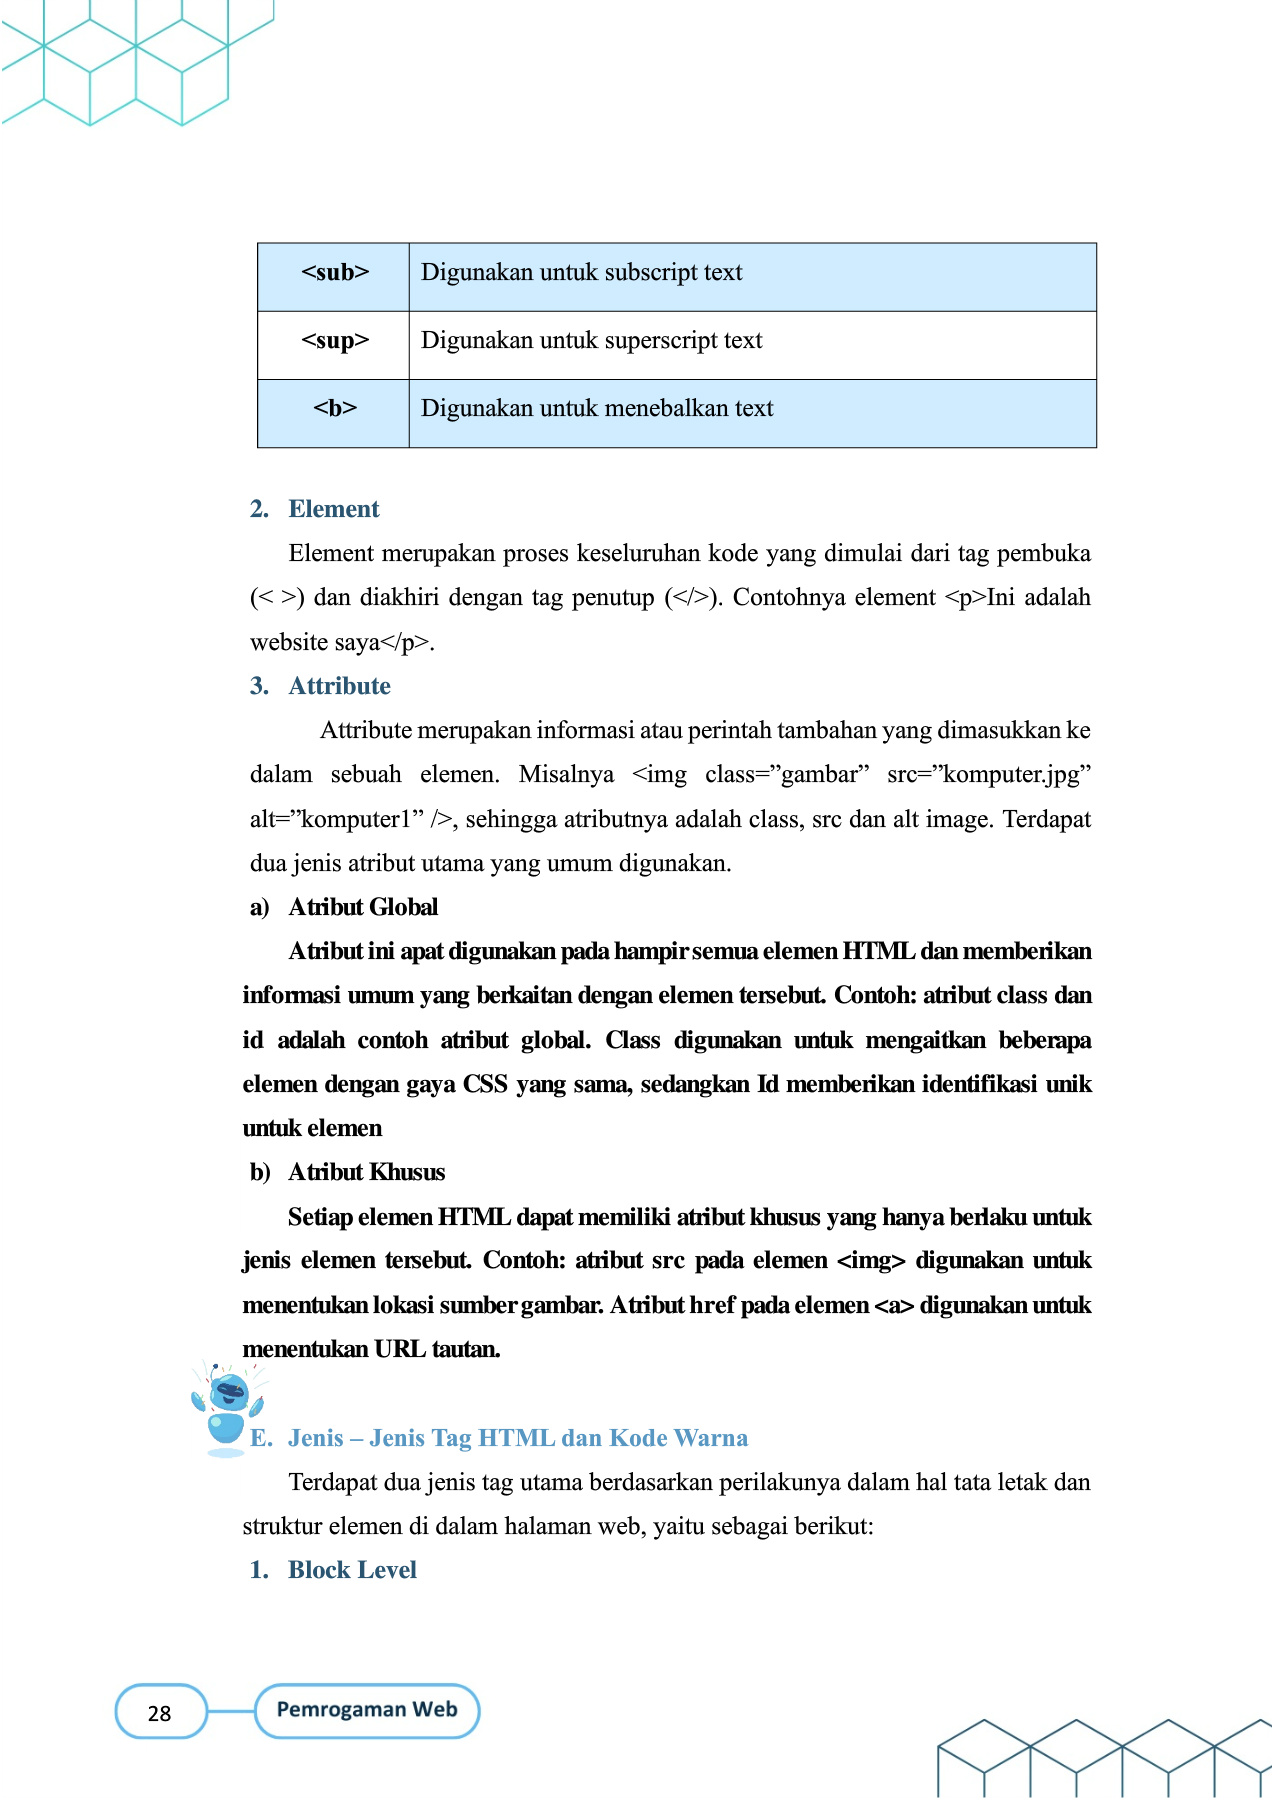 <sub> Digunakan untuk subscript text
<sup> Digunakan untuk superscript text
<b> Digunakan untuk menebalkan text
2. Element
Element merupakan proses keseluruhan kode yang dimulai dari tag pembuka
(< >) dan diakhiri dengan tag penutup (</>). Contohnya element <p>Ini adalah
website saya</p>.
3. Attribute
Attribute merupakan informasi atau perintah tambahan yang dimasukkan ke
dalam sebuah elemen. Misalnya <img class=”gambar” src=”komputer.jpg”
alt=”komputer1” />, sehingga atributnya adalah class, src dan alt image. Terdapat
dua jenis atribut utama yang umum digunakan.
a) Atribut Global
Atribut ini apat digunakan pada hampir semua elemen HTML dan memberikan
informasi umum yang berkaitan dengan elemen tersebut. Contoh: atribut class dan
id adalah contoh atribut global. Class digunakan untuk mengaitkan beberapa
elemen dengan gaya CSS yang sama, sedangkan Id memberikan identifikasi unik
untuk elemen
b) Atribut Khusus
Setiap elemen HTML dapat memiliki atribut khusus yang hanya berlaku untuk
jenis elemen tersebut. Contoh: atribut src pada elemen <img> digunakan untuk
menentukan lokasi sumber gambar. Atribut href pada elemen <a> digunakan untuk
menentukan URL tautan.
E. Jenis – Jenis Tag HTML dan Kode Warna
Terdapat dua jenis tag utama berdasarkan perilakunya dalam hal tata letak dan
struktur elemen di dalam halaman web, yaitu sebagai berikut:
1. Block Level
28 Pemrogaman Web